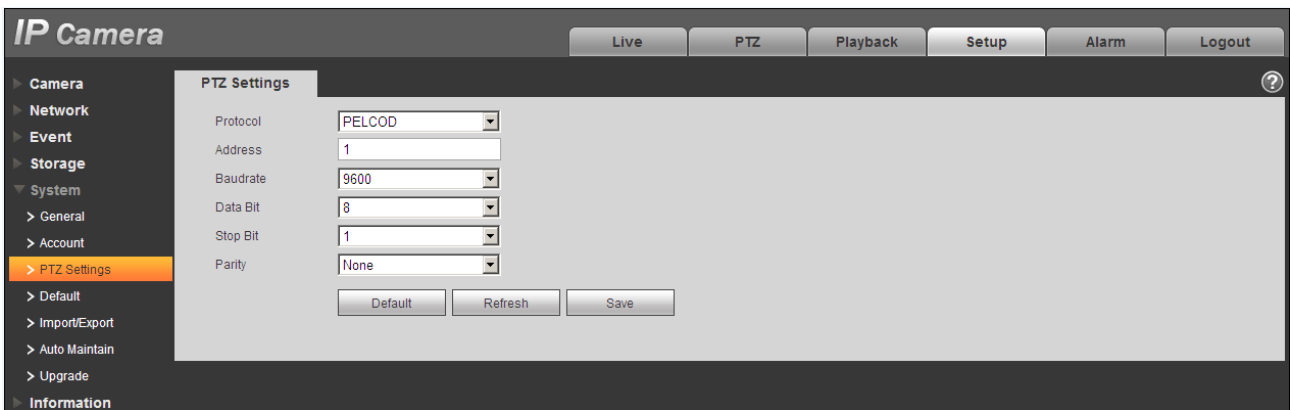 IP Camera
Live PTZ Playback Setup Alarm Logout
Camera
Network
Event
Storage
System
> General
> Account
> PTZ Settings
> Default
> Import/Export
> Auto Maintain
> Upgrade
Information
PTZ Settings
?
Protocol PELCOD
Address 1
Baudrate 9600
Data Bit 8
Stop Bit 1
Parity None
Default Refresh Save